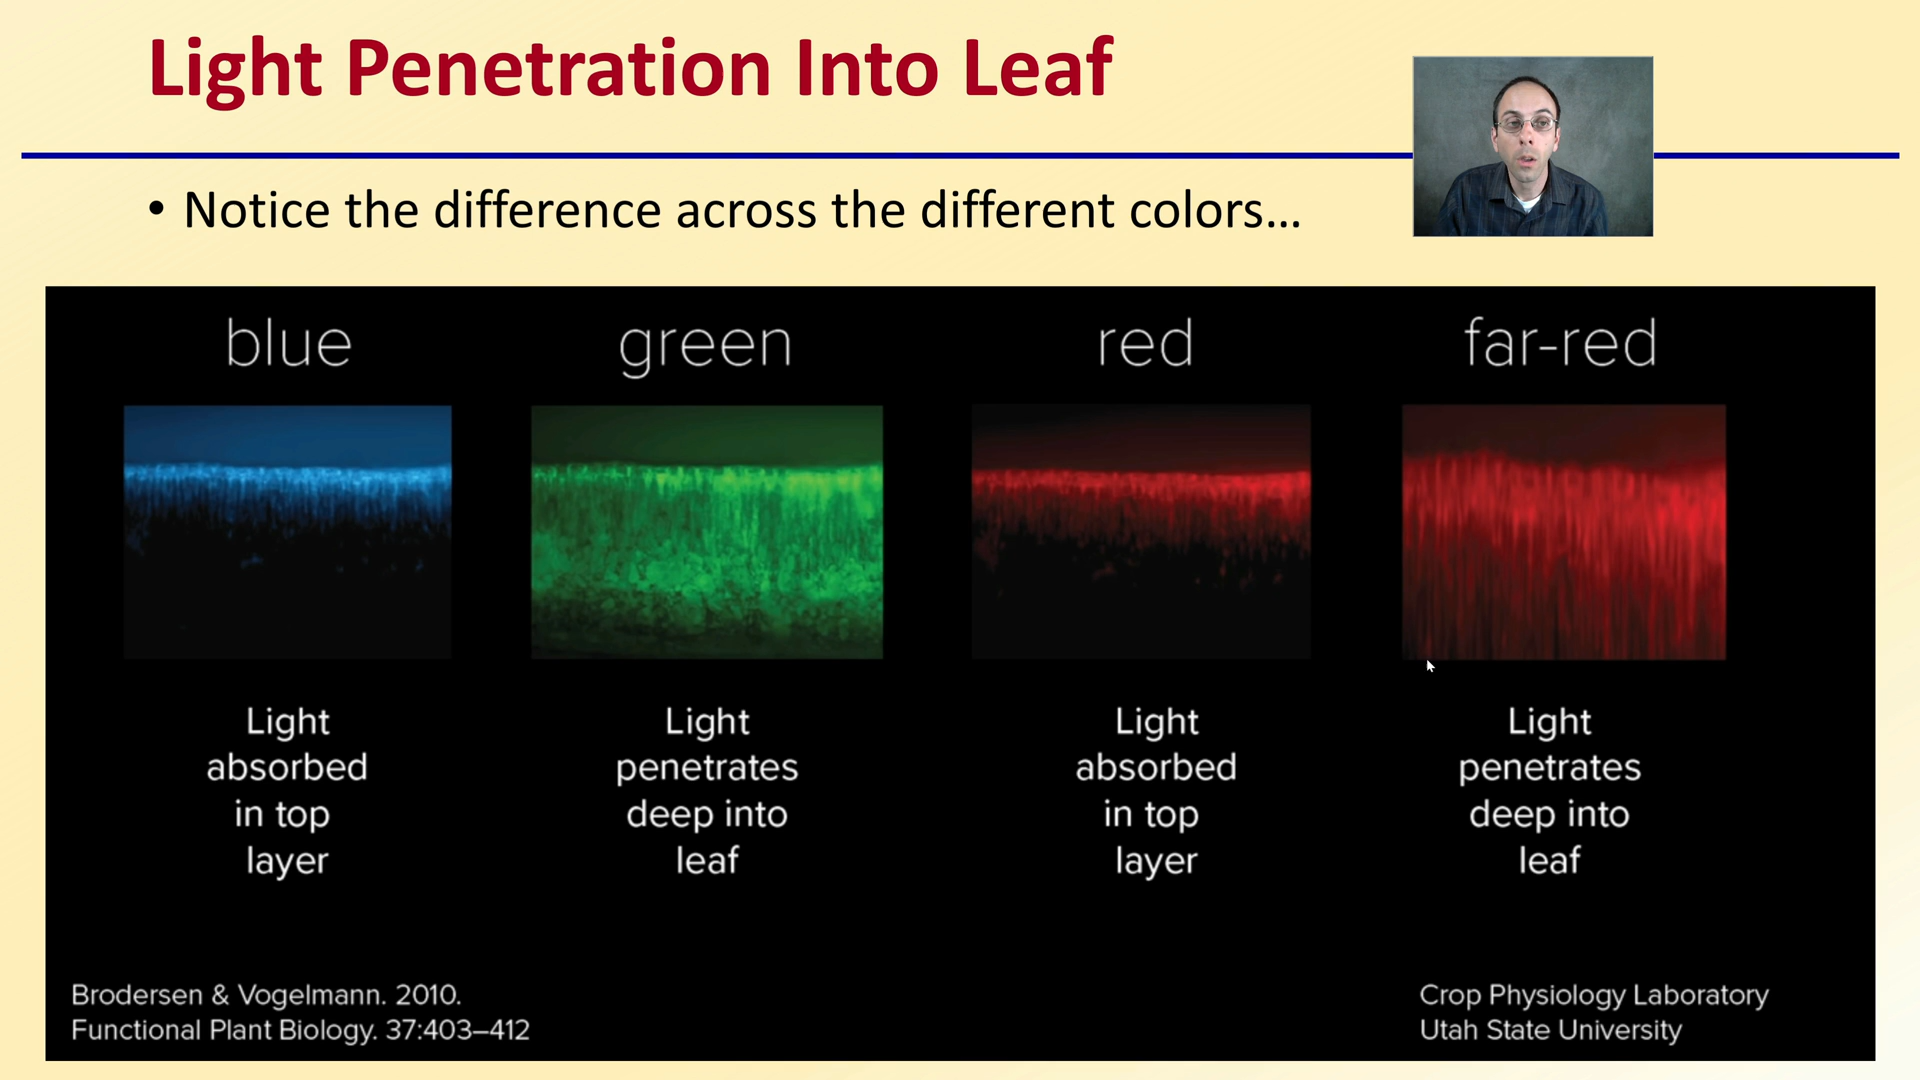 Light Penetration Into Leaf
• Notice the difference across the different colors...
blue
green
red
far-red
Light
absorbed
in top
layer
Light
penetrates
deep into
leaf
Light
absorbed
in top
layer
Light
penetrates
deep into
leaf
Brodersen & Vogelmann. 2010.
Functional Plant Biology. 37:403–412
Crop Physiology Laboratory
Utah State University